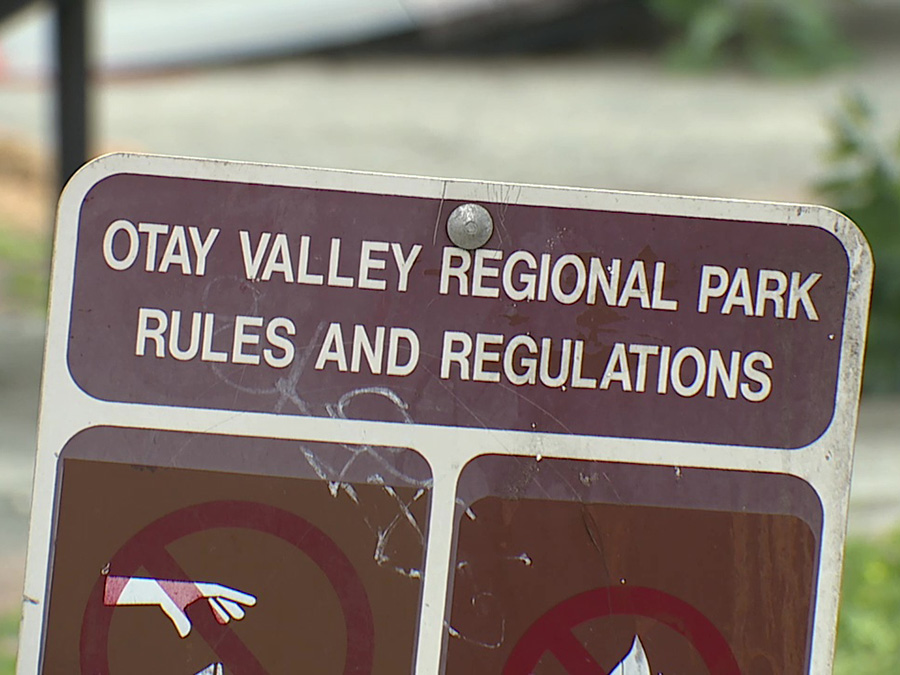 OTAY VALLEY REGIONAL PARK
RULES AND REGULATIONS